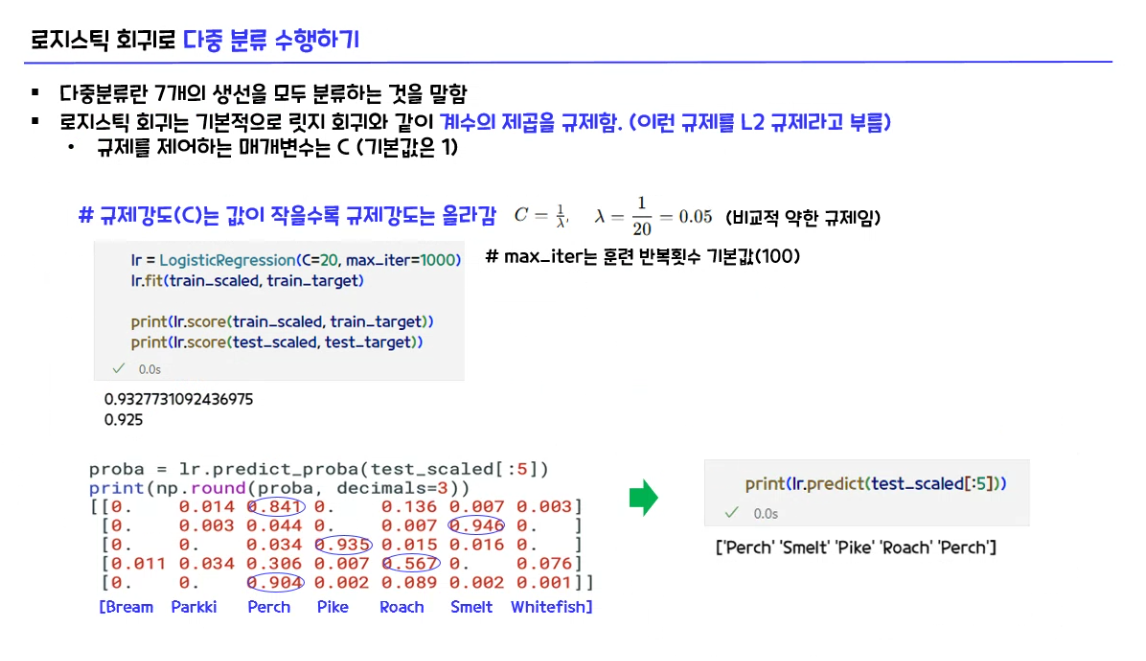 로지스틱 회귀로 다중 분류 수행하기
▪ 다중분류란 7개의 생선을 모두 분류하는 것을 말함
▪ 로지스틱 회귀는 기본적으로 릿지 회귀와 같이 계수의 제곱을 규제함. (이런 규제를 L2 규제라고 부름)
• 규제를 제어하는 매개변수는 C (기본값은 1)
# 규제강도(C)는 값이 작을수록 규제강도는 올라감 C = 1/λ, λ = 1/20 = 0.05 (비교적 약한 규제임)
lr = LogisticRegression(C=20, max_iter=1000) # max_iter는 훈련 반복횟수 기본값(100)
lr.fit(train_scaled, train_target)
print(lr.score(train_scaled, train_target))
print(lr.score(test_scaled, test_target))
✓ 0.0s
0.9327731092436975
0.925
proba = lr.predict_proba(test_scaled[:5])
print(np.round(proba, decimals=3))
[[0. 0.014 0.841 0. 0.136 0.007 0.003]
[0. 0.003 0.044 0. 0.007 0.946 0. ]
[0. 0. 0.034 0.935 0.015 0.016 0. ]
[0.011 0.034 0.306 0.007 0.567 0. 0.076]
[0. 0. 0.904 0.002 0.089 0.002 0.001]]
[Bream Parkki Perch Pike Roach Smelt Whitefish]
print(lr.predict(test_scaled[:5]))
✓ 0.0s
['Perch' 'Smelt' 'Pike' 'Roach' 'Perch']